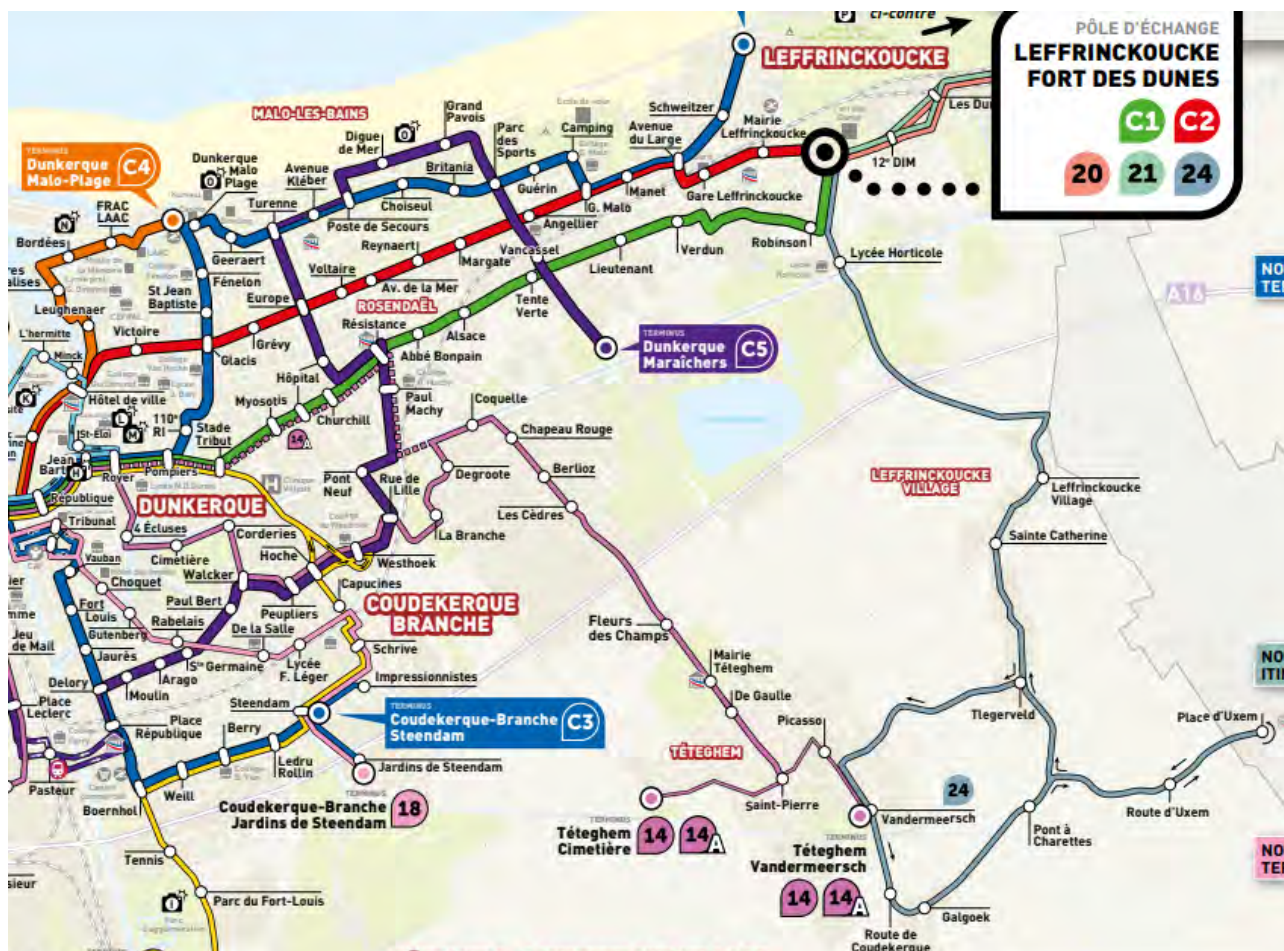 P
ci-contre
PÔLE D'ÉCHANGE
LEFFRINCKOUCKE
FORT DES DUNES
C1
C2
20
21
24
LEFFRINCKOUCKE
Schweitzer
Mairie
Leffrinckoucke
Les Du
12e DIM
MALO-LES-BAINS
Grand
Pavois
Digue
de Mer
O
Parc
des
Sports
Camping
Avenue
du Large
TERMINUS
Dunkerque
Malo-Plage
C4
Dunkerque
Malo
Plage
Avenue
Kléber
Britania
Guérin
Manet
Gare Leffrinckoucke
FRAC
LAAC
Turenne
Choiseul
G. Malo
N
Poste de Secours
Angellier
Robinson
Bordées
Geeraert
Reynaert
Vancassel
Verdun
Lycée Horticole
Margate
Lieutenant
Fénelon
Voltaire
St Jean
Baptiste
Av. de la Mer
Europe
ROSENDAËL
Tente
Verte
A16
NO
TE
Leughenaer
Résistance
Alsace
L'hermitte
Victoire
Grévy
TERMINUS
Dunkerque
Maraîchers
C5
Minck
Glacis
Abbé Bonpain
Hôpital
K
Hôtel de ville
Myosotis
Paul
Machy
Coquelle
L
M
110e
RI
Stade
Tribut
Churchill
14A
Chapeau Rouge
St-Eloi
Jean
Bart
Royer
Pompiers
Pont
Neuf
Rue de
Lille
Degroote
Berlioz
LEFFRINCKOUCKE
VILLAGE
Leffrinckoucke
Village
République
DUNKERQUE
Les Cèdres
Tribunal
4 Écluses
Corderies
La Branche
Sainte Catherine
Vauban
Cimetière
Hoche
Westhoek
Choquet
Walcker
Capucines
Fort
Louis
Paul Bert
Peupliers
COUDEKERQUE
BRANCHE
Gutenberg
Rabelais
De la Salle
Fleurs
des Champs
Jeu
de Mail
Jaurès
Ste Germaine
Lycée
F. Léger
Schrive
Mairie
Téteghem
Delory
Arago
Impressionnistes
Moulin
De Gaulle
Tlegerveld
NO
ITI
Place
Leclerc
Steendam
TERMINUS
Coudekerque-Branche
Steendam
C3
Picasso
Place d'Uxem
Place
République
Berry
TÉTEGHEM
Pasteur
Ledru
Rollin
Jardins de Steendam
24
Boernhol
Weill
TERMINUS
Coudekerque-Branche
Jardins de Steendam
18
Saint-Pierre
Vandermeersch
Route d'Uxem
TERMINUS
Téteghem
Cimetière
14
14A
TERMINUS
Téteghem
Vandermeersch
14
14A
Pont à
Charettes
NO
TE
Tennis
Parc du Fort-Louis
I
Galgoek
Route de
Coudekerque